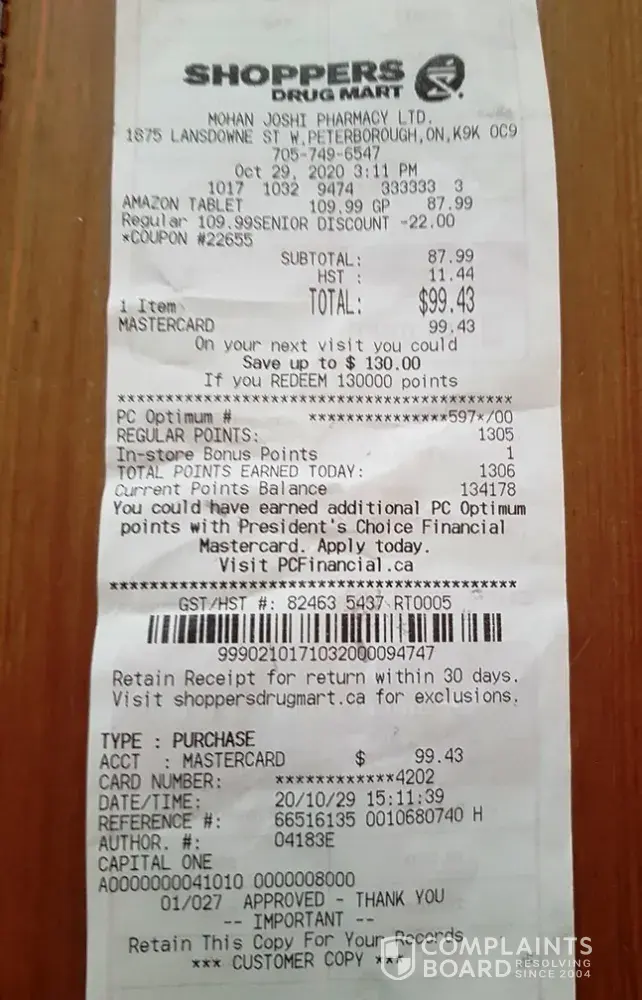 SHOPPERS
DRUG MART
MOHAN JOSHI PHARMACY LTD.
1875 LANSDOWNE ST W,PETERBOROUGH,ON,K9K 0C9
705-749-6547
Oct 29, 2020 3:11 PM
1017 1032 9474 333333 3
AMAZON TABLET 109.99 GP 87.99
Regular 109.99SENIOR DISCOUNT -22.00
*COUPON #22655
SUBTOTAL: 87.99
HST : 11.44
1 Item TOTAL: $99.43
MASTERCARD 99.43
On your next visit you could
Save up to $ 130.00
If you REDEEM 130000 points
******************************************
PC Optimum # ***************597*/00
REGULAR POINTS: 1305
In-store Bonus Points 1
TOTAL POINTS EARNED TODAY: 1306
Current Points Balance 134178
You could have earned additional PC Optimum
points with President's Choice Financial
Mastercard. Apply today.
Visit PCFinancial.ca
******************************************
GST/HST #: 82463 5437 RT0005
9990210171032000094747
Retain Receipt for return within 30 days.
Visit shoppersdrugmart.ca for exclusions.
TYPE : PURCHASE
ACCT : MASTERCARD $ 99.43
CARD NUMBER: ************4202
DATE/TIME: 20/10/29 15:11:39
REFERENCE #: 66516135 0010680740 H
AUTHOR. #: 04183E
CAPITAL ONE
A0000000041010 0000008000
01/027 APPROVED - THANK YOU
-- IMPORTANT --
Retain This Copy For Your Records
*** CUSTOMER COPY ***
COMPLAINTS
BOARD RESOLVING
SINCE 2004